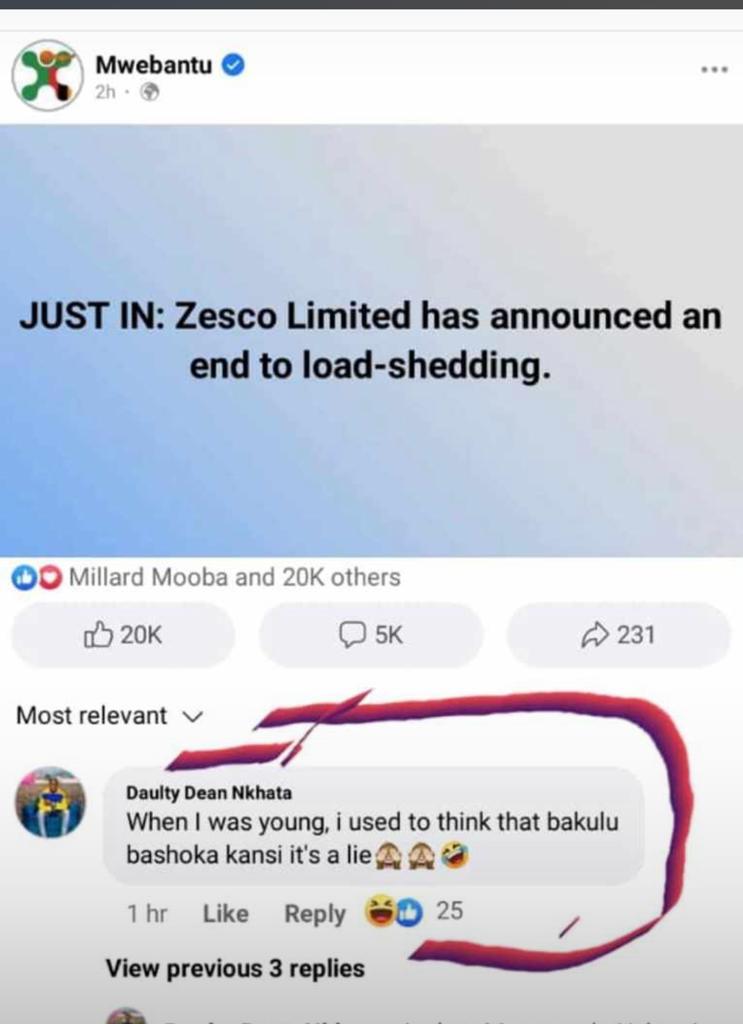 Mwebantu
2h ·
JUST IN: Zesco Limited has announced an
end to load-shedding.
Millard Mooba and 20K others
20K
5K
231
Most relevant
Daulty Dean Nkhata
When I was young, i used to think that bakulu
bashoka kansi it's a lie🙈🙈🤣
1 hr Like Reply 25
View previous 3 replies